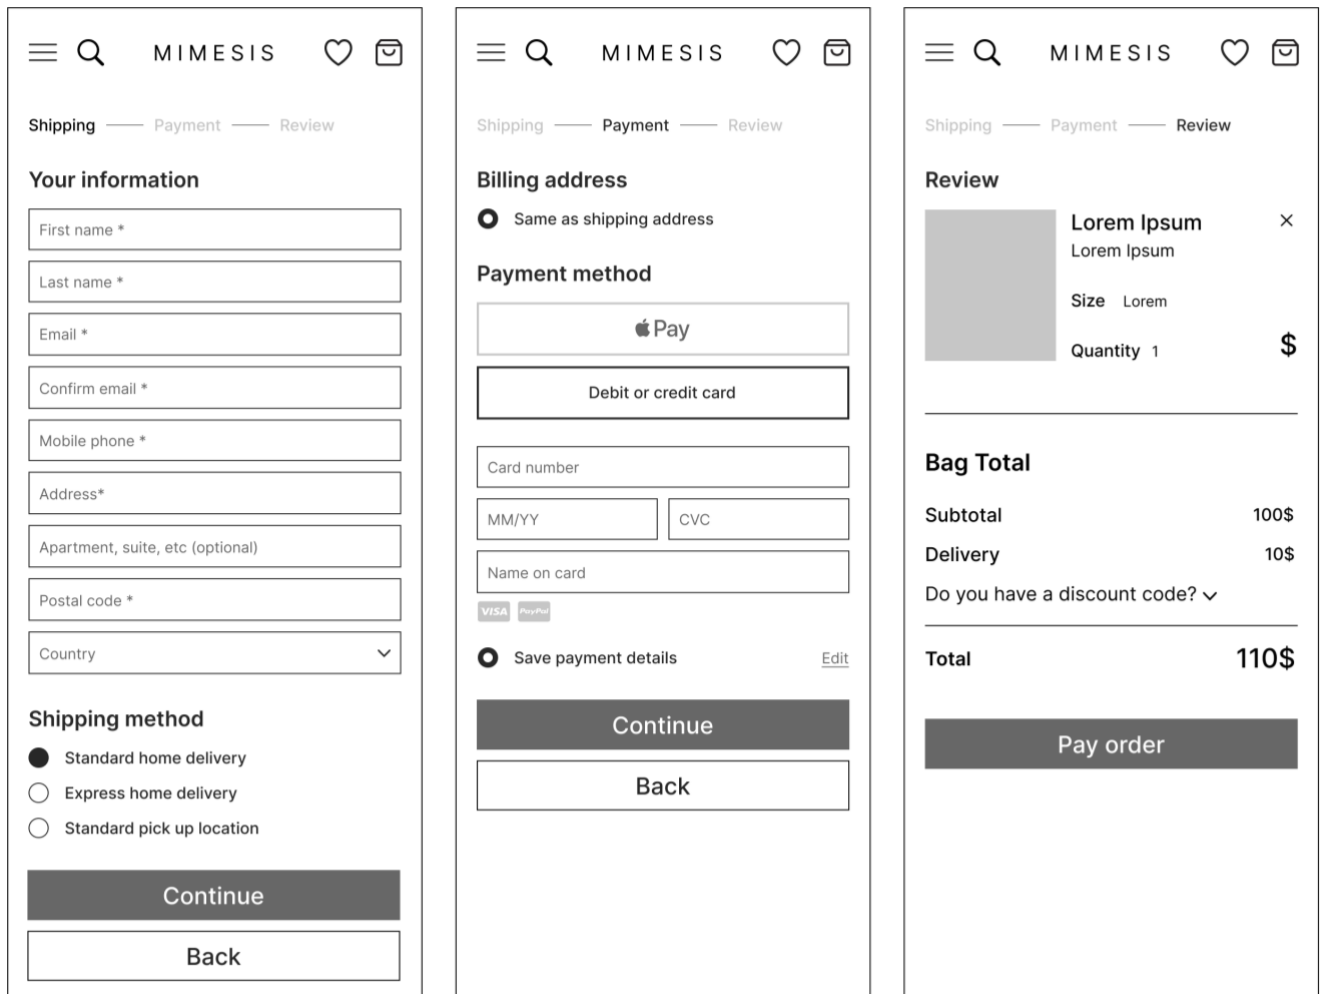 MIMESIS
Shipping Payment Review
Your information
First name *
Last name *
Email *
Confirm email *
Mobile phone *
Address*
Apartment, suite, etc (optional)
Postal code *
Country
Shipping method
Standard home delivery
Express home delivery
Standard pick up location
Continue
Back
MIMESIS
Shipping Payment Review
Billing address
Same as shipping address
Payment method
Pay
Debit or credit card
Card number
MM/YY CVC
Name on card
VISA PayPal
Save payment details Edit
Continue
Back
MIMESIS
Shipping Payment Review
Review
Lorem Ipsum
Lorem Ipsum
Size Lorem
Quantity 1 $
Bag Total
Subtotal 100$
Delivery 10$
Do you have a discount code?
Total 110$
Pay order